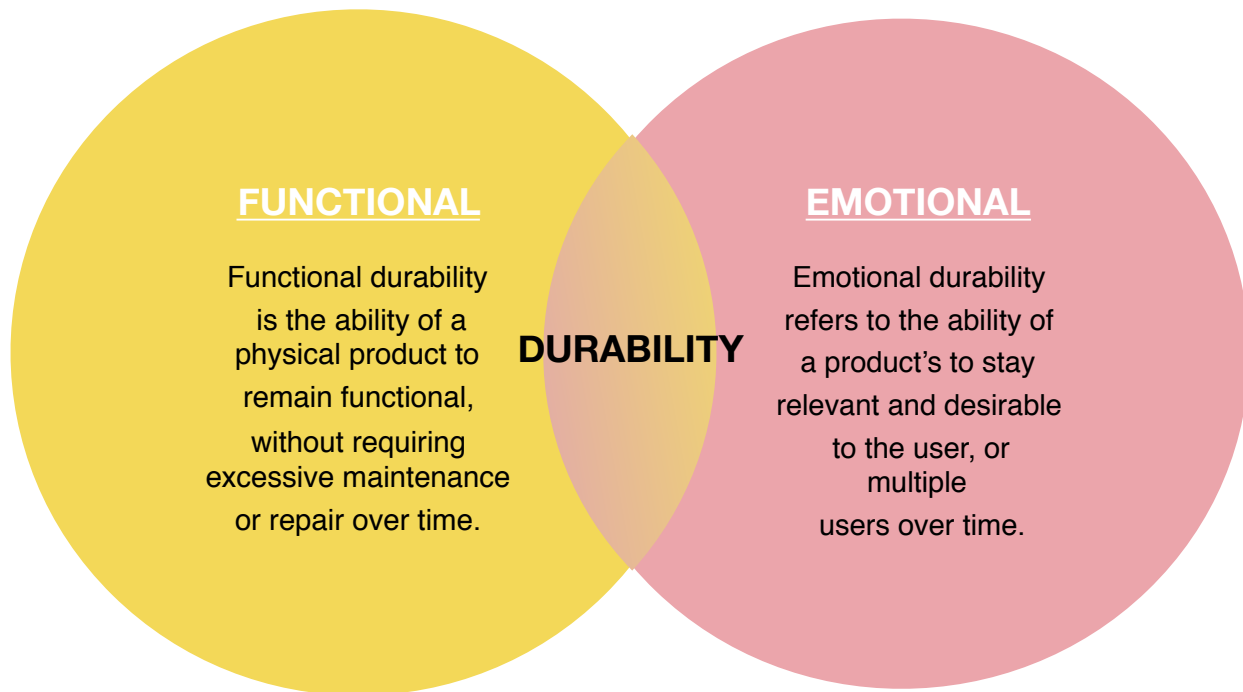 FUNCTIONAL
Functional durability
is the ability of a
physical product to
remain functional,
without requiring
excessive maintenance
or repair over time.
DURABILITY
EMOTIONAL
Emotional durability
refers to the ability of
a product’s to stay
relevant and desirable
to the user, or
multiple
users over time.